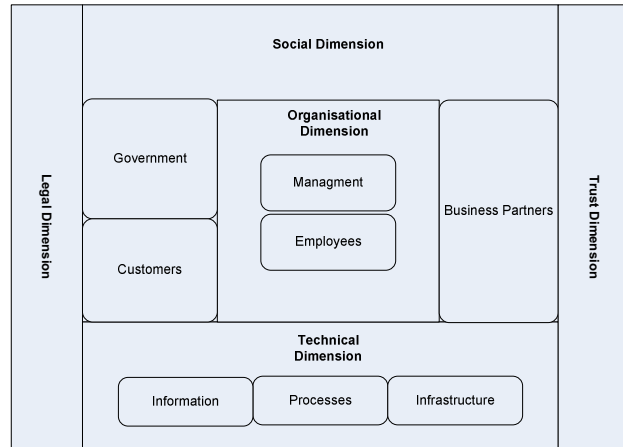 Social Dimension
Legal Dimension
Government
Customers
Organisational
Dimension
Managment
Employees
Business Partners
Trust Dimension
Technical
Dimension
Information
Processes
Infrastructure